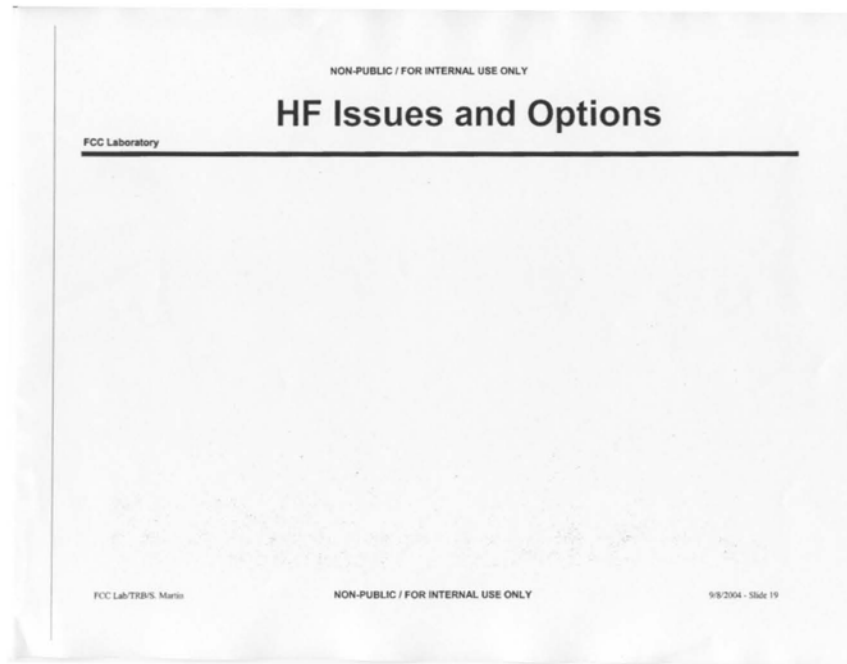 NON-PUBLIC / FOR INTERNAL USE ONLY
HF Issues and Options
FCC Laboratory
FCC Lab/TRB/S. Martin
NON-PUBLIC / FOR INTERNAL USE ONLY
9/8/2004 - Slide 19